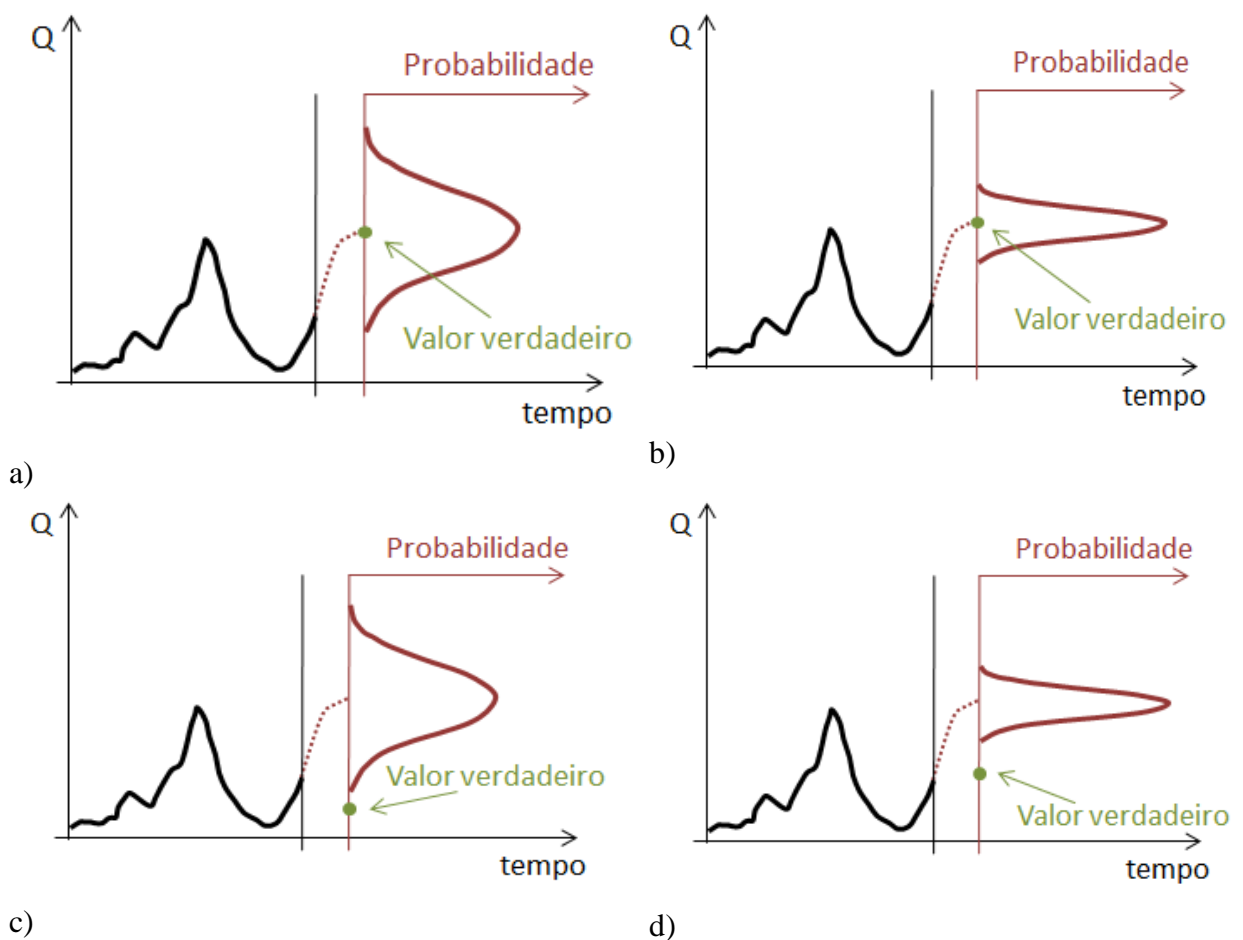 Q
Probabilidade
Valor verdadeiro
tempo
a)
Q
Probabilidade
Valor verdadeiro
tempo
b)
Q
Probabilidade
Valor verdadeiro
tempo
c)
Q
Probabilidade
Valor verdadeiro
tempo
d)